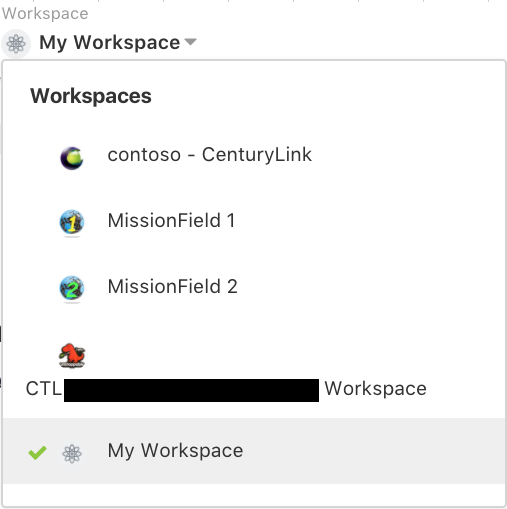 Workspace
My Workspace
Workspaces
contoso - CenturyLink
MissionField 1
MissionField 2
CTL Workspace
My Workspace